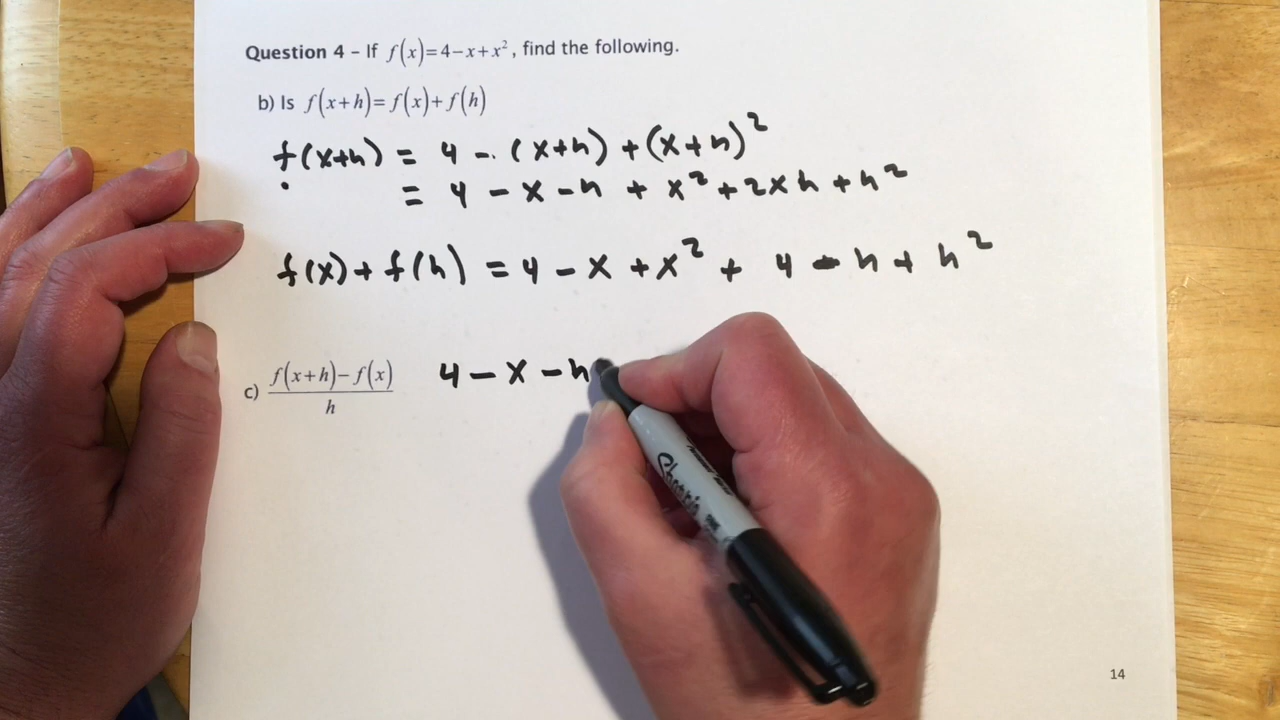 Question 4 – If f(x)=4−x+x², find the following.
b) Is f(x+h)=f(x)+f(h)
f(x+h) = 4 - (x+h) + (x+h)²
= 4 - x - h + x² + 2xh + h²
f(x) + f(h) = 4 - x + x² + 4 - h + h²
c) f(x+h)−f(x) / h 4 - x - h
Sharpie
14